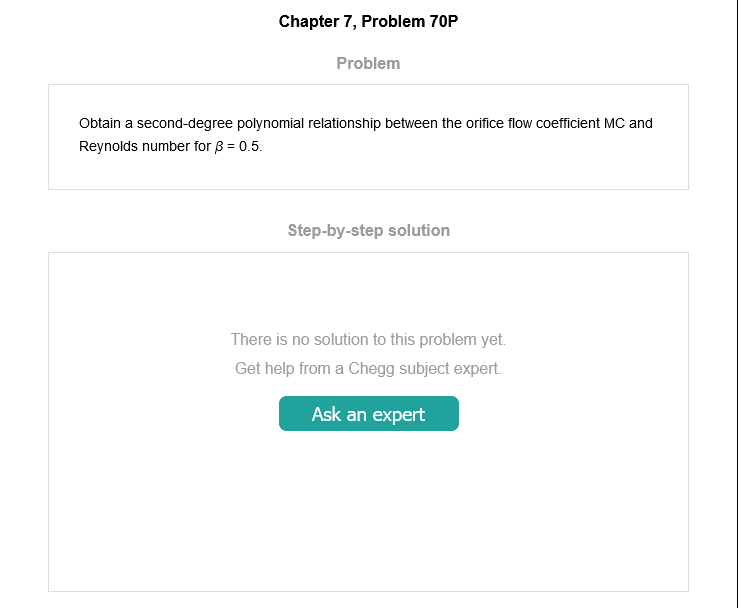 Chapter 7, Problem 70P
Problem
Obtain a second-degree polynomial relationship between the orifice flow coefficient MC and
Reynolds number for β = 0.5.
Step-by-step solution
There is no solution to this problem yet.
Get help from a Chegg subject expert.
Ask an expert